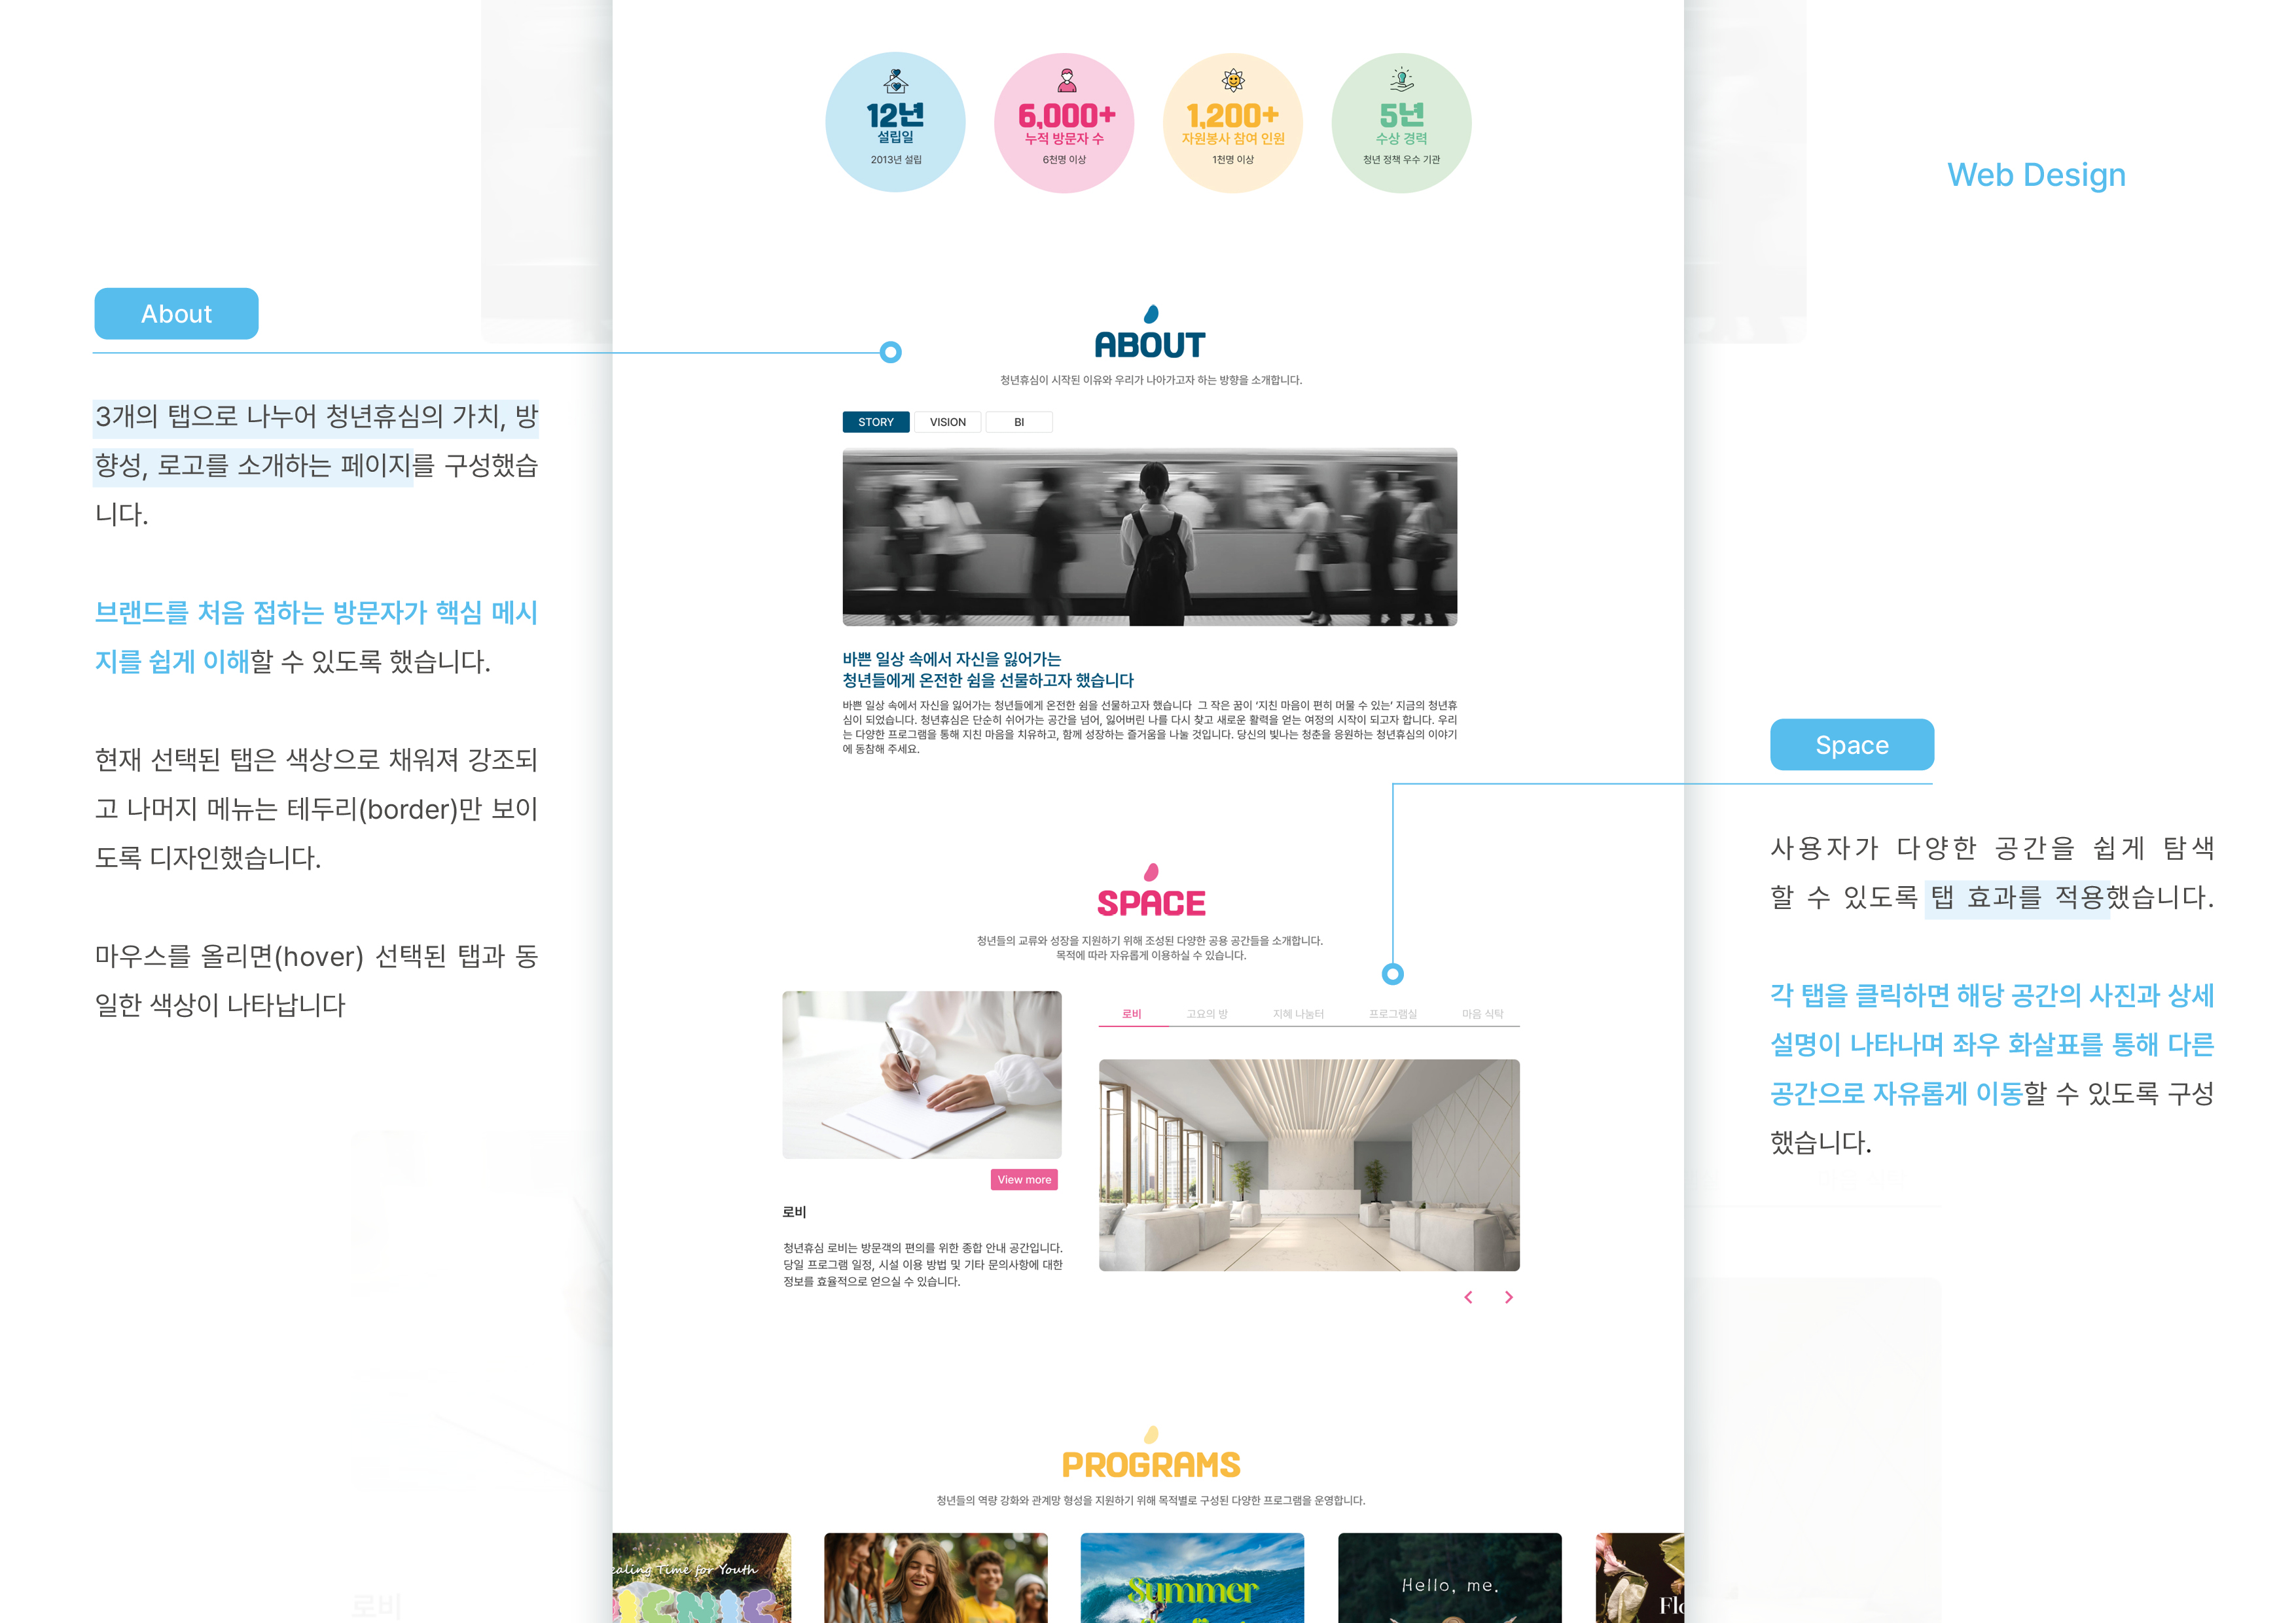 12년
설립일
2013년 설립
6,000+
누적 방문자 수
6천명 이상
1,200+
자원봉사 참여 인원
1천명 이상
5년
수상 경력
청년 정책 우수 기관
Web Design
About
3개의 탭으로 나누어 청년휴심의 가치, 방
향성, 로고를 소개하는 페이지를 구성했습
니다.
브랜드를 처음 접하는 방문자가 핵심 메시
지를 쉽게 이해할 수 있도록 했습니다.
현재 선택된 탭은 색상으로 채워져 강조되
고 나머지 메뉴는 테두리(border)만 보이
도록 디자인했습니다.
마우스를 올리면(hover) 선택된 탭과 동
일한 색상이 나타납니다
ABOUT
청년휴심이 시작된 이유와 우리가 나아가고자 하는 방향을 소개합니다.
STORY
VISION
BI
바쁜 일상 속에서 자신을 잃어가는
청년들에게 온전한 쉼을 선물하고자 했습니다
바쁜 일상 속에서 자신을 잃어가는 청년들에게 온전한 쉼을 선물하고자 했습니다 그 작은 꿈이 ‘지친 마음이 편히 머물 수 있는’ 지금의 청년휴
심이 되었습니다. 청년휴심은 단순히 쉬어가는 공간을 넘어, 잃어버린 나를 다시 찾고 새로운 활력을 얻는 여정의 시작이 되고자 합니다. 우리
는 다양한 프로그램을 통해 지친 마음을 치유하고, 함께 성장하는 즐거움을 나눌 것입니다. 당신의 빛나는 청춘을 응원하는 청년휴심의 이야기
에 동참해 주세요.
Space
사용자가 다양한 공간을 쉽게 탐색
할 수 있도록 탭 효과를 적용했습니다.
각 탭을 클릭하면 해당 공간의 사진과 상세
설명이 나타나며 좌우 화살표를 통해 다른
공간으로 자유롭게 이동할 수 있도록 구성
했습니다.
SPACE
청년들의 교류와 성장을 지원하기 위해 조성된 다양한 공용 공간들을 소개합니다.
목적에 따라 자유롭게 이용하실 수 있습니다.
로비
고요의 방
지혜 나눔터
프로그램실
마음 식탁
View more
로비
청년휴심 로비는 방문객의 편의를 위한 종합 안내 공간입니다.
당일 프로그램 일정, 시설 이용 방법 및 기타 문의사항에 대한
정보를 효율적으로 얻으실 수 있습니다.
PROGRAMS
청년들의 역량 강화와 관계망 형성을 지원하기 위해 목적별로 구성된 다양한 프로그램을 운영합니다.
Time for Youth
Summer
Hello, me.
로비